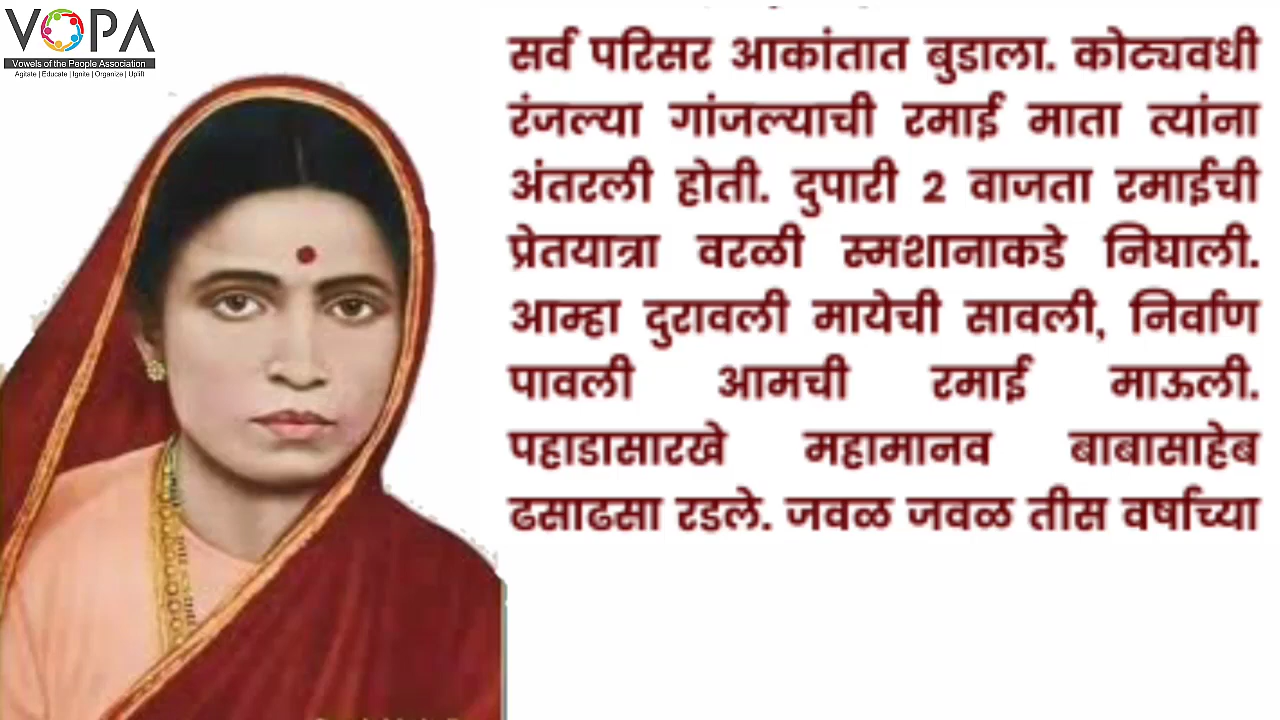 VOPA
Vowels of the People Association
Agitate | Educate | Ignite | Organize | Uplift
सर्व परिसर आकांतात बुडाला. कोट्यवधी
रंजल्या गांजल्याची रमाई माता त्यांना
अंतरली होती. दुपारी 2 वाजता रमाईची
प्रेतयात्रा वरळी स्मशानाकडे निघाली.
आम्हा दुरावली मायेची सावली, निर्वाण
पावली आमची रमाई माऊली.
पहाडासारखे महामानव बाबासाहेब
ढसाढसा रडले. जवळ जवळ तीस वर्षाच्या